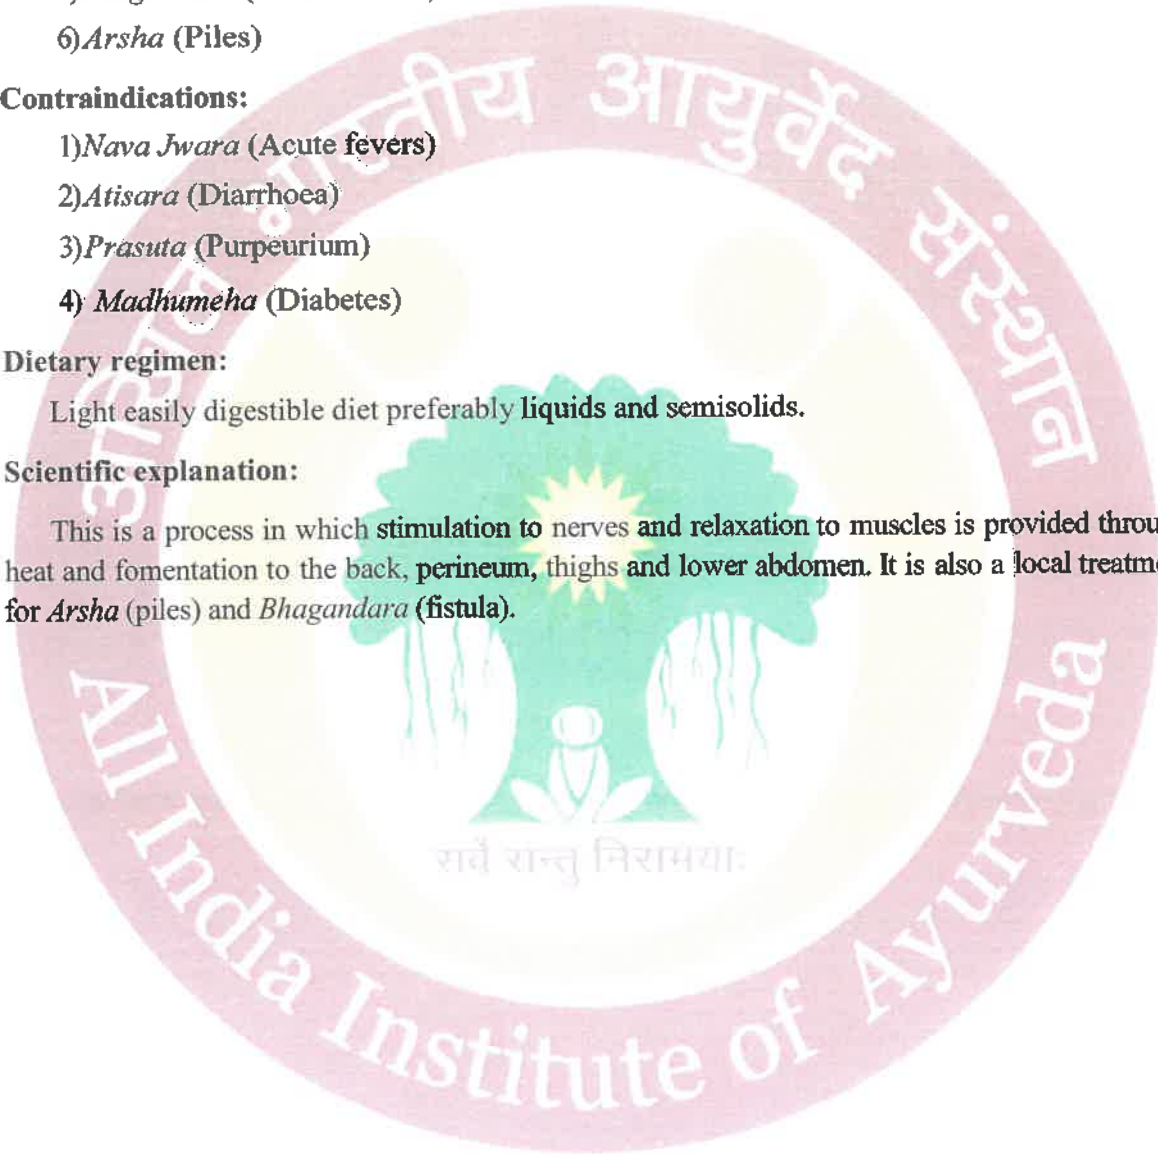 6)Arsha (Piles)
Contraindications:
1)Nava Jwara (Acute fevers)
2)Atisara (Diarrhoea)
3)Prasuta (Purpeurium)
4) Madhumeha (Diabetes)
Dietary regimen:
Light easily digestible diet preferably liquids and semisolids.
Scientific explanation:
This is a process in which stimulation to nerves and relaxation to muscles is provided throu
heat and fomentation to the back, perineum, thighs and lower abdomen. It is also a local treatm
for Arsha (piles) and Bhagandara (fistula).
आयुर्वेद संस्थान
सर्वे सन्तु निरामयाः
All India Institute of Ayurveda